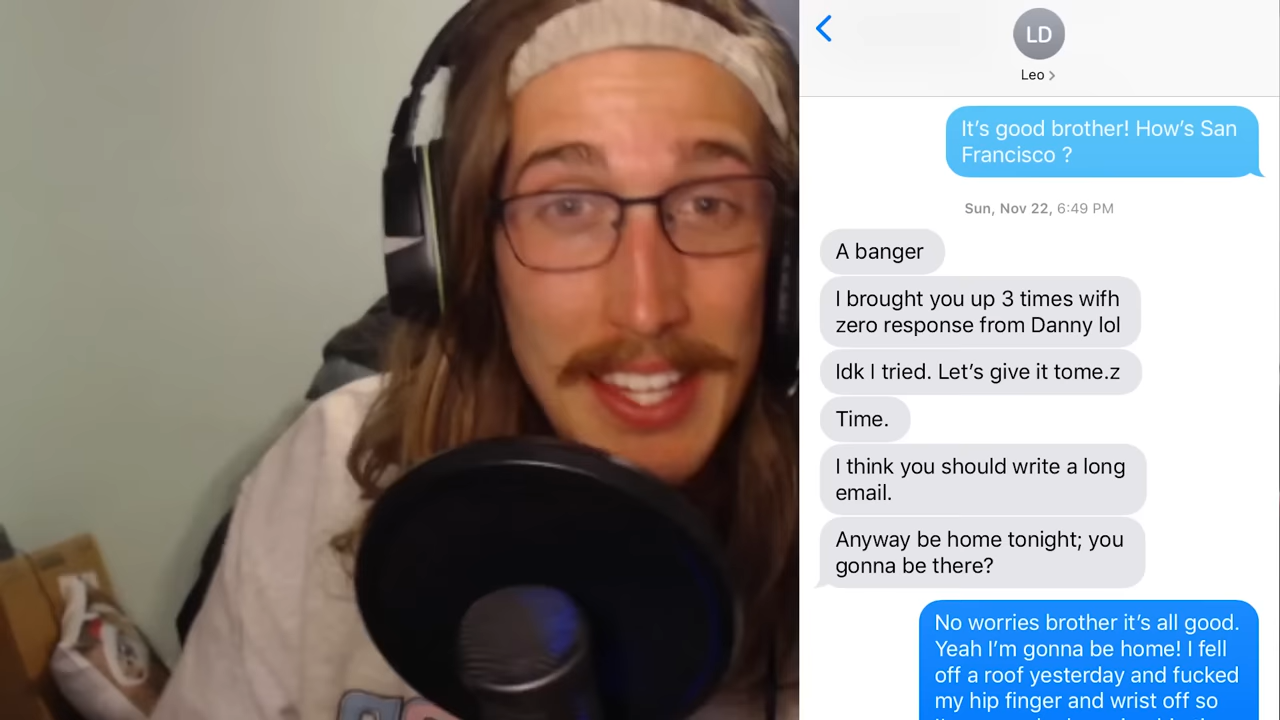 LD
Leo
It's good brother! How's San
Francisco ?
Sun, Nov 22, 6:49 PM
A banger
I brought you up 3 times wifh
zero response from Danny lol
Idk I tried. Let's give it tome.z
Time.
I think you should write a long
email.
Anyway be home tonight; you
gonna be there?
No worries brother it's all good.
Yeah I'm gonna be home! I fell
off a roof yesterday and fucked
my hip finger and wrist off so